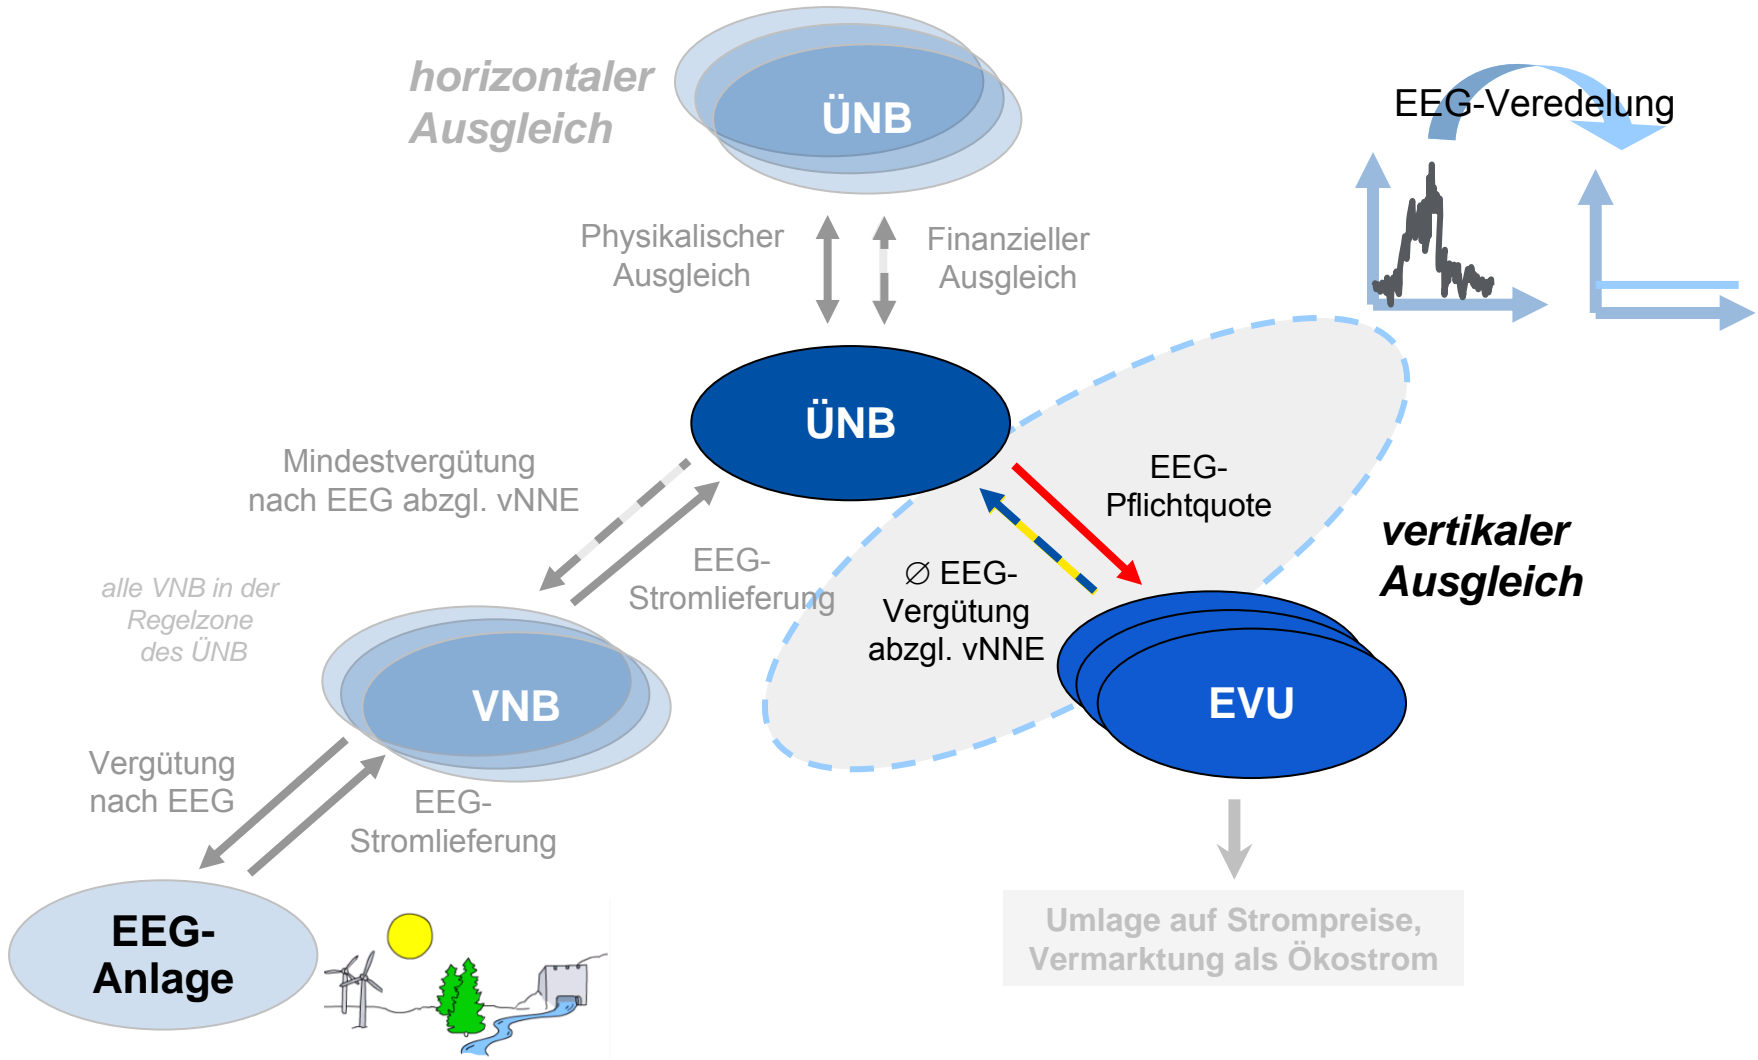 horizontaler
Ausgleich
ÜNB
EEG-Veredelung
Physikalischer
Ausgleich
Finanzieller
Ausgleich
ÜNB
Mindestvergütung
nach EEG abzgl. vNNE
EEG-
Stromlieferung
EEG-
Pflichtquote
∅ EEG-
Vergütung
abzgl. vNNE
vertikaler
Ausgleich
alle VNB in der
Regelzone
des ÜNB
VNB
EVU
Vergütung
nach EEG
EEG-
Stromlieferung
EEG-
Anlage
Umlage auf Strompreise,
Vermarktung als Ökostrom